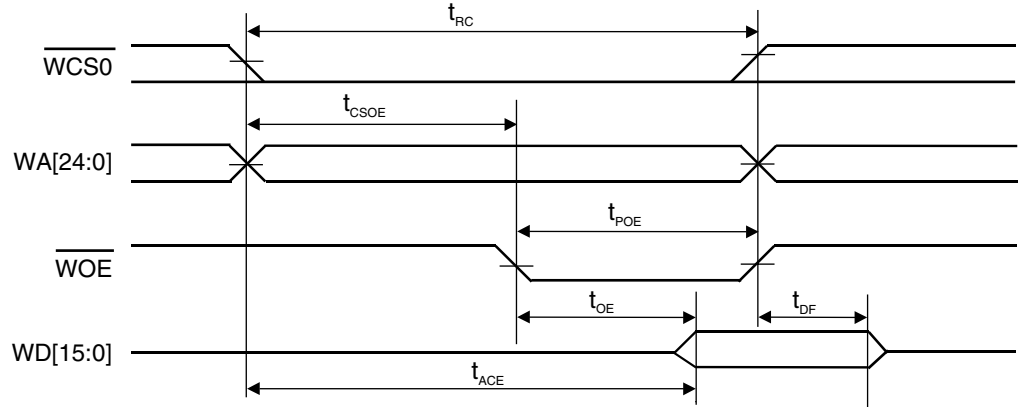 tRC
WCS0
tCSOE
WA[24:0]
tPOE
WOE
tOE
tDF
WD[15:0]
tACE